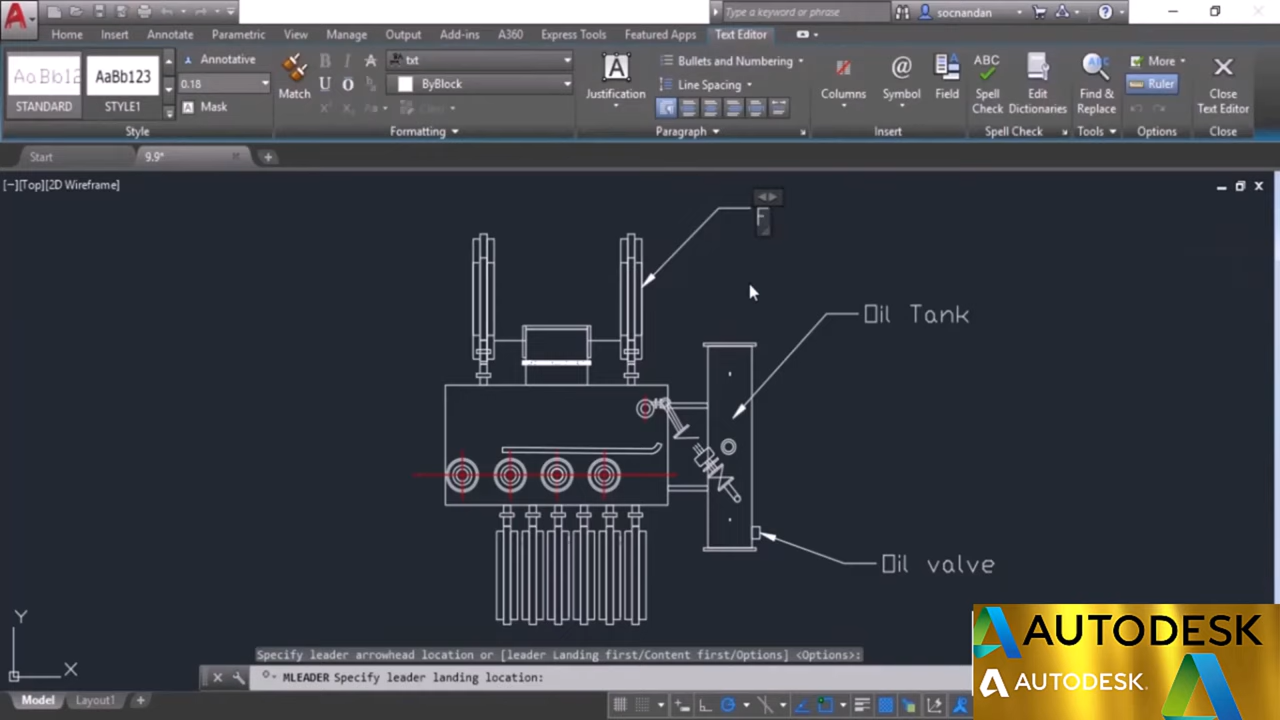 Type a keyword or phrase
socnandan
Home Insert Annotate Parametric View Manage Output Add-ins A360 Express Tools Featured Apps Text Editor
AaBb12 AaBb123
STANDARD STYLE1
Annotative
0.18
Mask
Style
Match
B I A
U O
txt
ByBlock
Formatting
Justification
Bullets and Numbering
Line Spacing
Paragraph
Columns
Symbol
@
Field
Insert
ABC
Spell
Check
Edit
Dictionaries
Spell Check
Find &
Replace
Tools
More
Ruler
Options
Close
Text Editor
Close
Start
9.9*
[−][Top][2D Wireframe]
F
Oil Tank
Oil valve
Y
X
Specify leader arrowhead location or [leader Landing first/Content first/Options] <Options>:
MLEADER Specify leader landing location:
Model Layout1
AUTODESK
AUTODESK.